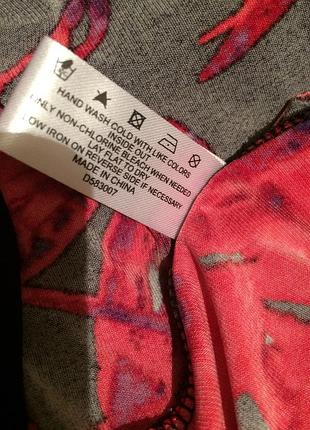 HAND WASH COLD WITH LIKE COLORS
INSIDE OUT
ONLY NON-CHLORINE BLEACH WHEN NEEDED
LAY FLAT TO DRY
LOW IRON ON REVERSE SIDE IF NECESSARY
MADE IN CHINA
D583007